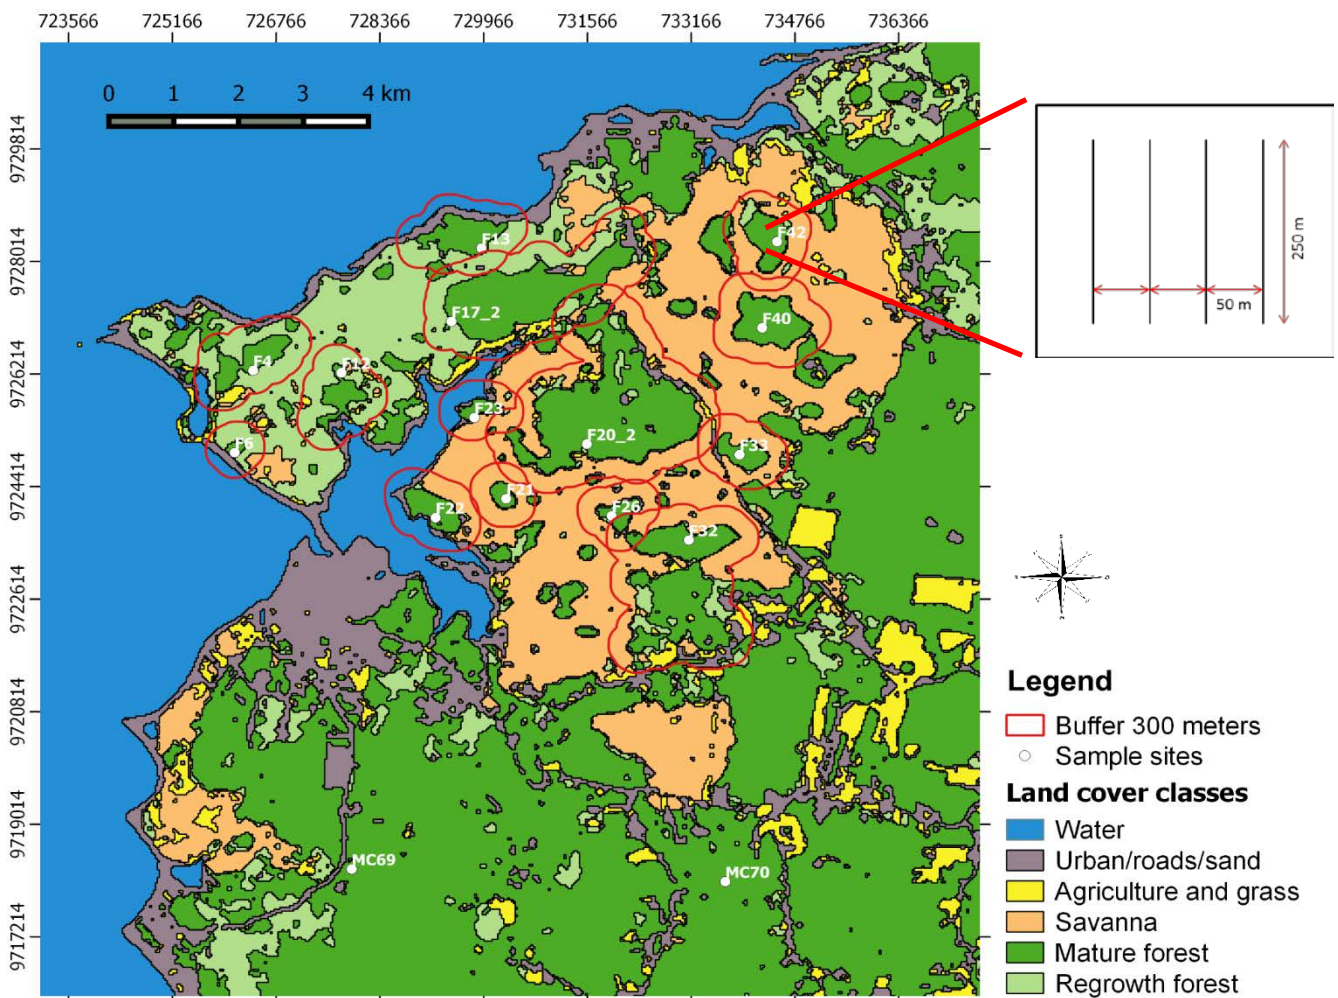 723566 725166 726766 728366 729966 731566 733166 734766 736366
0 1 2 3 4 km
9729814
9728014
9726214
9724414
9722614
9720814
9719014
9717214
F13
F42
F17_2
F40
F4
F12
F23
F20_2
F6
F33
F21
F22
F26
F32
MC69
MC70
250 m
50 m
Legend
Buffer 300 meters
Sample sites
Land cover classes
Water
Urban/roads/sand
Agriculture and grass
Savanna
Mature forest
Regrowth forest